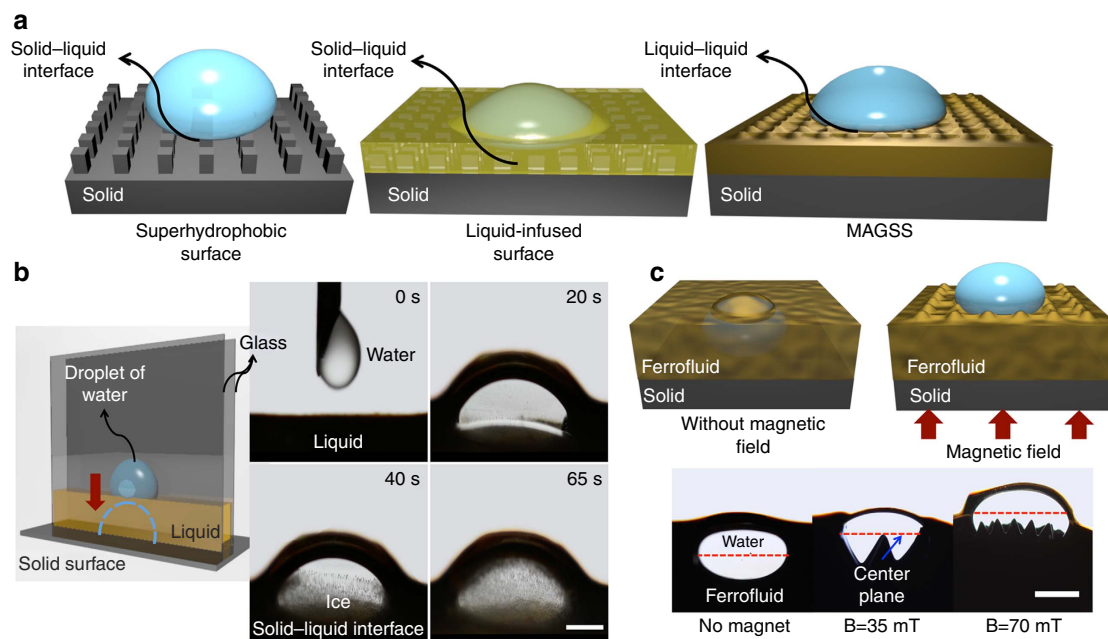 a
Solid–liquid
interface
Solid–liquid
interface
Liquid–liquid
interface
Solid
Solid
Solid
Superhydrophobic
surface
Liquid-infused
surface
MAGSS
b
Glass
Droplet of
water
Liquid
Solid surface
0 s
Water
Liquid
20 s
40 s
Ice
Solid–liquid interface
65 s
c
Ferrofluid
Solid
Without magnetic
field
Ferrofluid
Solid
Magnetic field
Water
Ferrofluid
Center
plane
No magnet
B=35 mT
B=70 mT